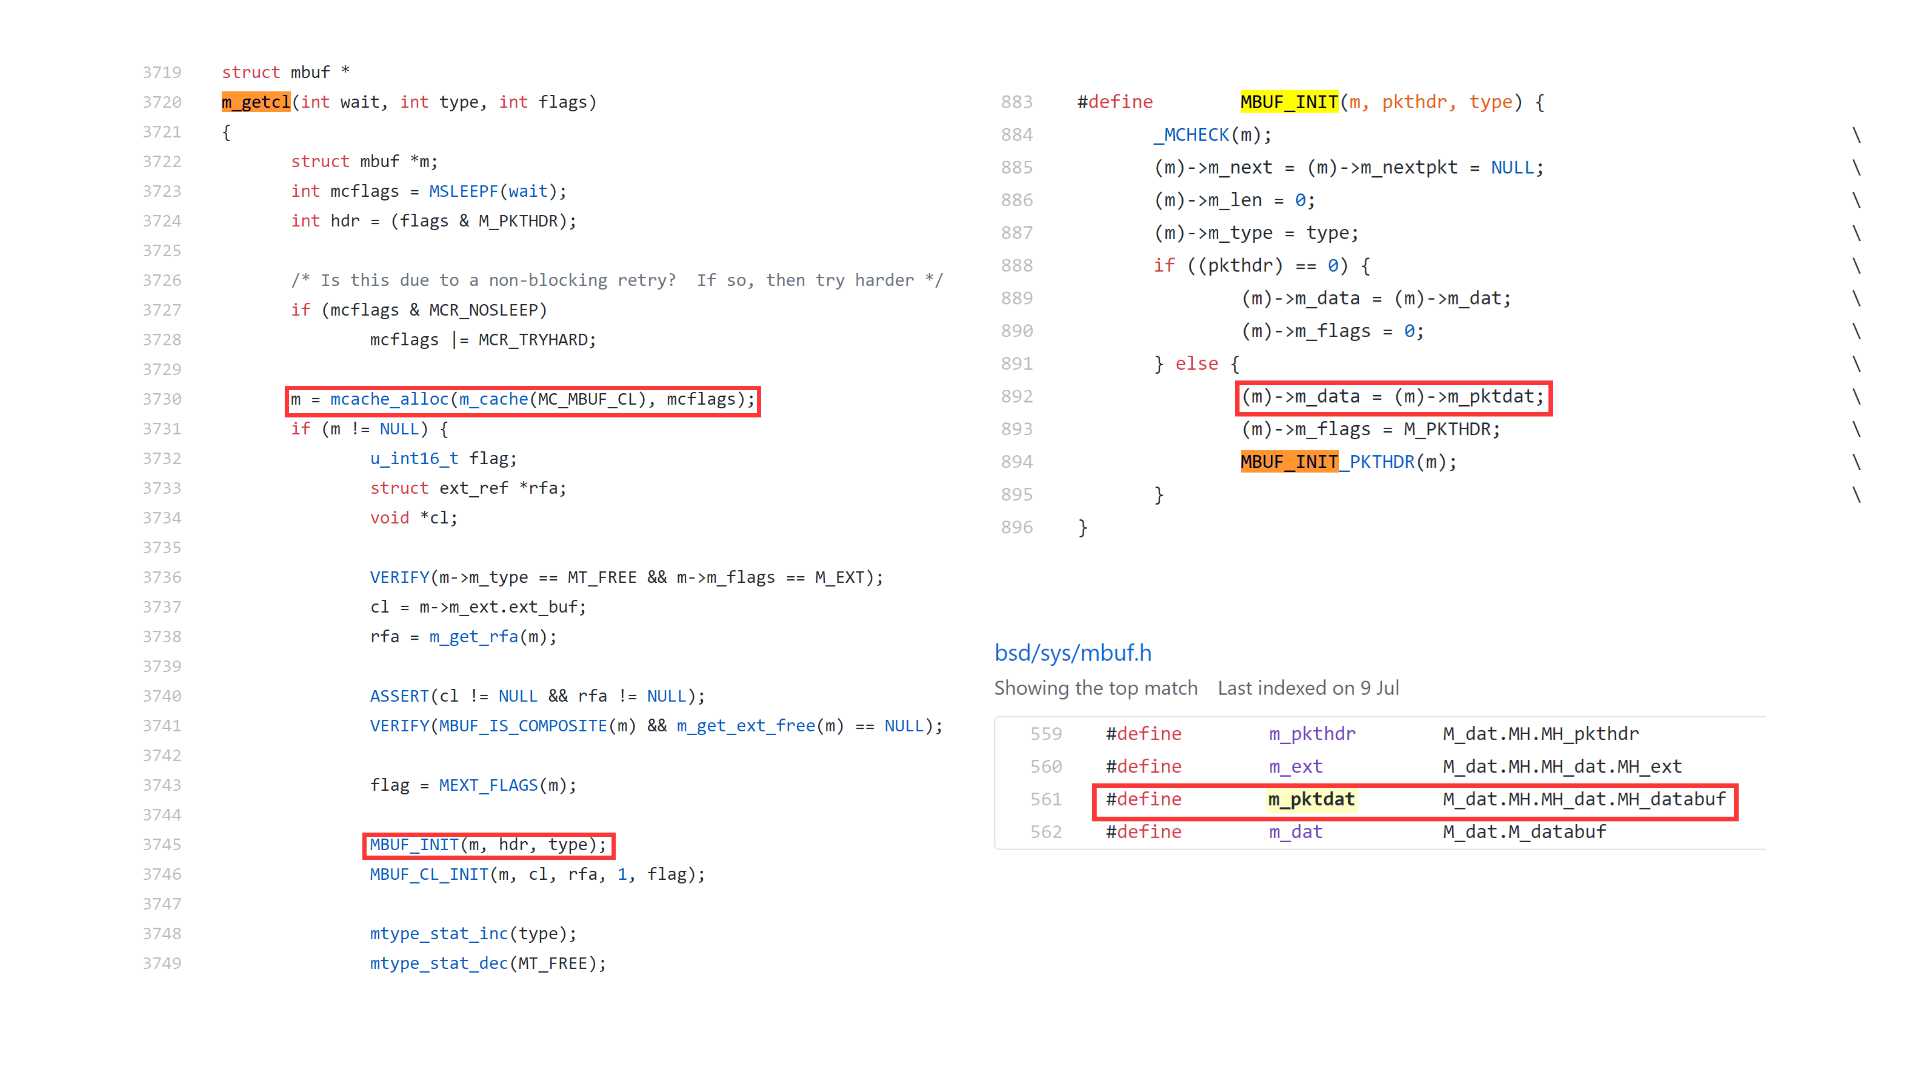 3719 struct mbuf *
3720 m_getcl(int wait, int type, int flags)
3721 {
3722 struct mbuf *m;
3723 int mcflags = MSLEEPF(wait);
3724 int hdr = (flags & M_PKTHDR);
3725
3726 /* Is this due to a non-blocking retry?  If so, then try harder */
3727 if (mcflags & MCR_NOSLEEP)
3728 mcflags |= MCR_TRYHARD;
3729
3730 m = mcache_alloc(m_cache(MC_MBUF_CL), mcflags);
3731 if (m != NULL) {
3732 u_int16_t flag;
3733 struct ext_ref *rfa;
3734 void *cl;
3735
3736 VERIFY(m->m_type == MT_FREE && m->m_flags == M_EXT);
3737 cl = m->m_ext.ext_buf;
3738 rfa = m_get_rfa(m);
3739
3740 ASSERT(cl != NULL && rfa != NULL);
3741 VERIFY(MBUF_IS_COMPOSITE(m) && m_get_ext_free(m) == NULL);
3742
3743 flag = MEXT_FLAGS(m);
3744
3745 MBUF_INIT(m, hdr, type);
3746 MBUF_CL_INIT(m, cl, rfa, 1, flag);
3747
3748 mtype_stat_inc(type);
3749 mtype_stat_dec(MT_FREE);
883 #define MBUF_INIT(m, pkthdr, type) {
884 _MCHECK(m); \
885 (m)->m_next = (m)->m_nextpkt = NULL; \
886 (m)->m_len = 0; \
887 (m)->m_type = type; \
888 if ((pkthdr) == 0) { \
889 (m)->m_data = (m)->m_dat; \
890 (m)->m_flags = 0; \
891 } else { \
892 (m)->m_data = (m)->m_pktdat; \
893 (m)->m_flags = M_PKTHDR; \
894 MBUF_INIT_PKTHDR(m); \
895 } \
896 }
bsd/sys/mbuf.h
Showing the top match Last indexed on 9 Jul
559 #define m_pkthdr M_dat.MH.MH_pkthdr
560 #define m_ext M_dat.MH.MH_dat.MH_ext
561 #define m_pktdat M_dat.MH.MH_dat.MH_databuf
562 #define m_dat M_dat.M_databuf